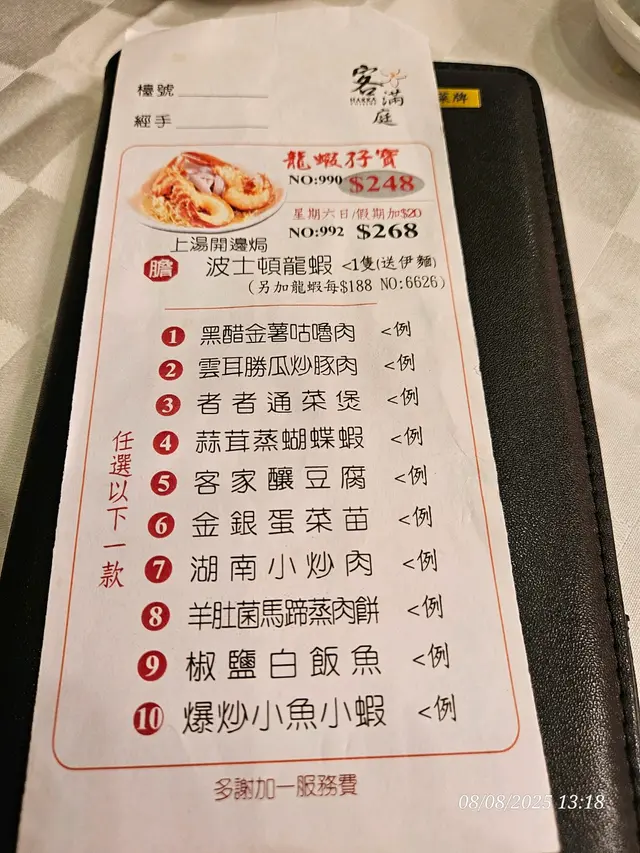 檯號
經手
客滿庭
HAKKA
菜牌
龍蝦孖寶
NO:990 $248
星期六日/假期加$20
NO:992 $268
上湯開邊焗
膽 波士頓龍蝦 <1隻(送伊麵)
(另加龍蝦每$188 NO:6626)
任選以下一款
1 黑醋金薯咕嚕肉 <例
2 雲耳勝瓜炒豚肉 <例
3 者者通菜煲 <例
4 蒜茸蒸蝴蝶蝦 <例
5 客家釀豆腐 <例
6 金銀蛋菜苗 <例
7 湖南小炒肉 <例
8 羊肚菌馬蹄蒸肉餅 <例
9 椒鹽白飯魚 <例
10 爆炒小魚小蝦 <例
多謝加一服務費
08/08/2025 13:18